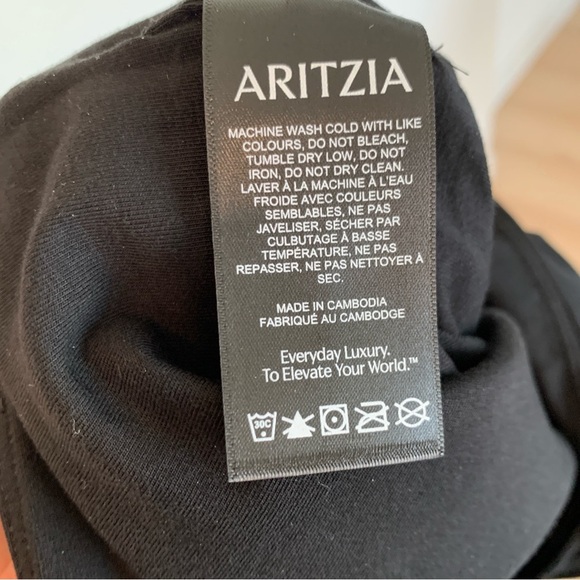 ARITZIA
MACHINE WASH COLD WITH LIKE
COLOURS, DO NOT BLEACH,
TUMBLE DRY LOW, DO NOT
IRON, DO NOT DRY CLEAN.
LAVER À LA MACHINE À L'EAU
FROIDE AVEC COULEURS
SEMBLABLES, NE PAS
JAVELISER, SÉCHER PAR
CULBUTAGE À BASSE
TEMPÉRATURE, NE PAS
REPASSER, NE PAS NETTOYER À
SEC.
MADE IN CAMBODIA
FABRIQUÉ AU CAMBODGE
Everyday Luxury.
To Elevate Your World.™
30C